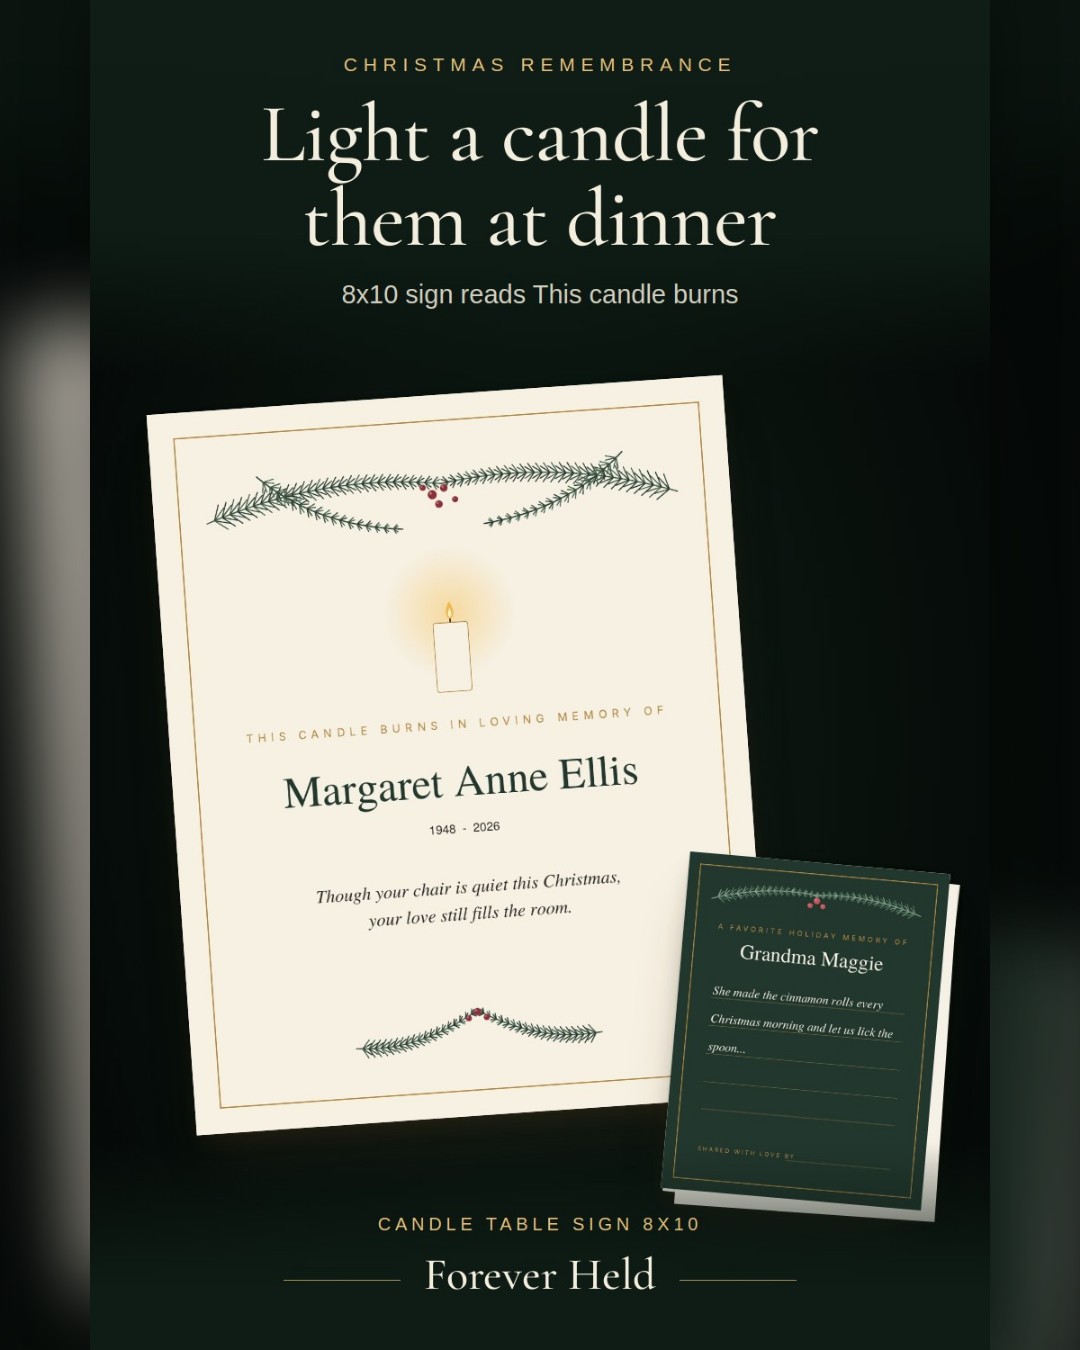 CHRISTMAS REMEMBRANCE
Light a candle for
them at dinner
8x10 sign reads This candle burns
THIS CANDLE BURNS IN LOVING MEMORY OF
Margaret Anne Ellis
1948 - 2026
Though your chair is quiet this Christmas,
your love still fills the room.
A FAVORITE HOLIDAY MEMORY OF
Grandma Maggie
She made the cinnamon rolls every
Christmas morning and let us lick the
spoon...
SHARED WITH LOVE BY
CANDLE TABLE SIGN 8X10
Forever Held